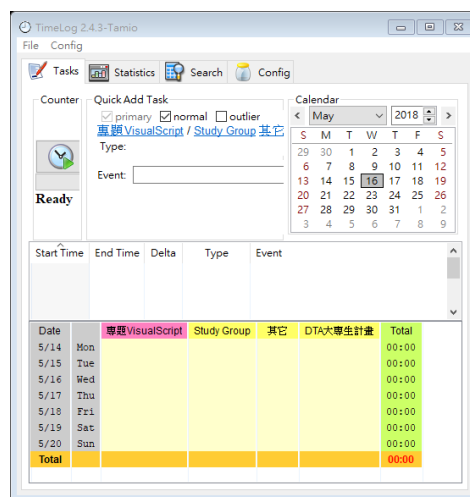 TimeLog 2.4.3-Tamio
File Config
Tasks Statistics Search Config
Counter
Ready
Quick Add Task
primary normal outlier
專題VisualScript / Study Group 其它
Type:
Event:
Calendar
May 2018
S M T W T F S
29 30 1 2 3 4 5
6 7 8 9 10 11 12
13 14 15 16 17 18 19
20 21 22 23 24 25 26
27 28 29 30 31 1 2
3 4 5 6 7 8 9
Start Time End Time Delta Type Event
Date 專題VisualScript Study Group 其它 DTA大專生計畫 Total
5/14 Mon 00:00
5/15 Tue 00:00
5/16 Wed 00:00
5/17 Thu 00:00
5/18 Fri 00:00
5/19 Sat 00:00
5/20 Sun 00:00
Total 00:00